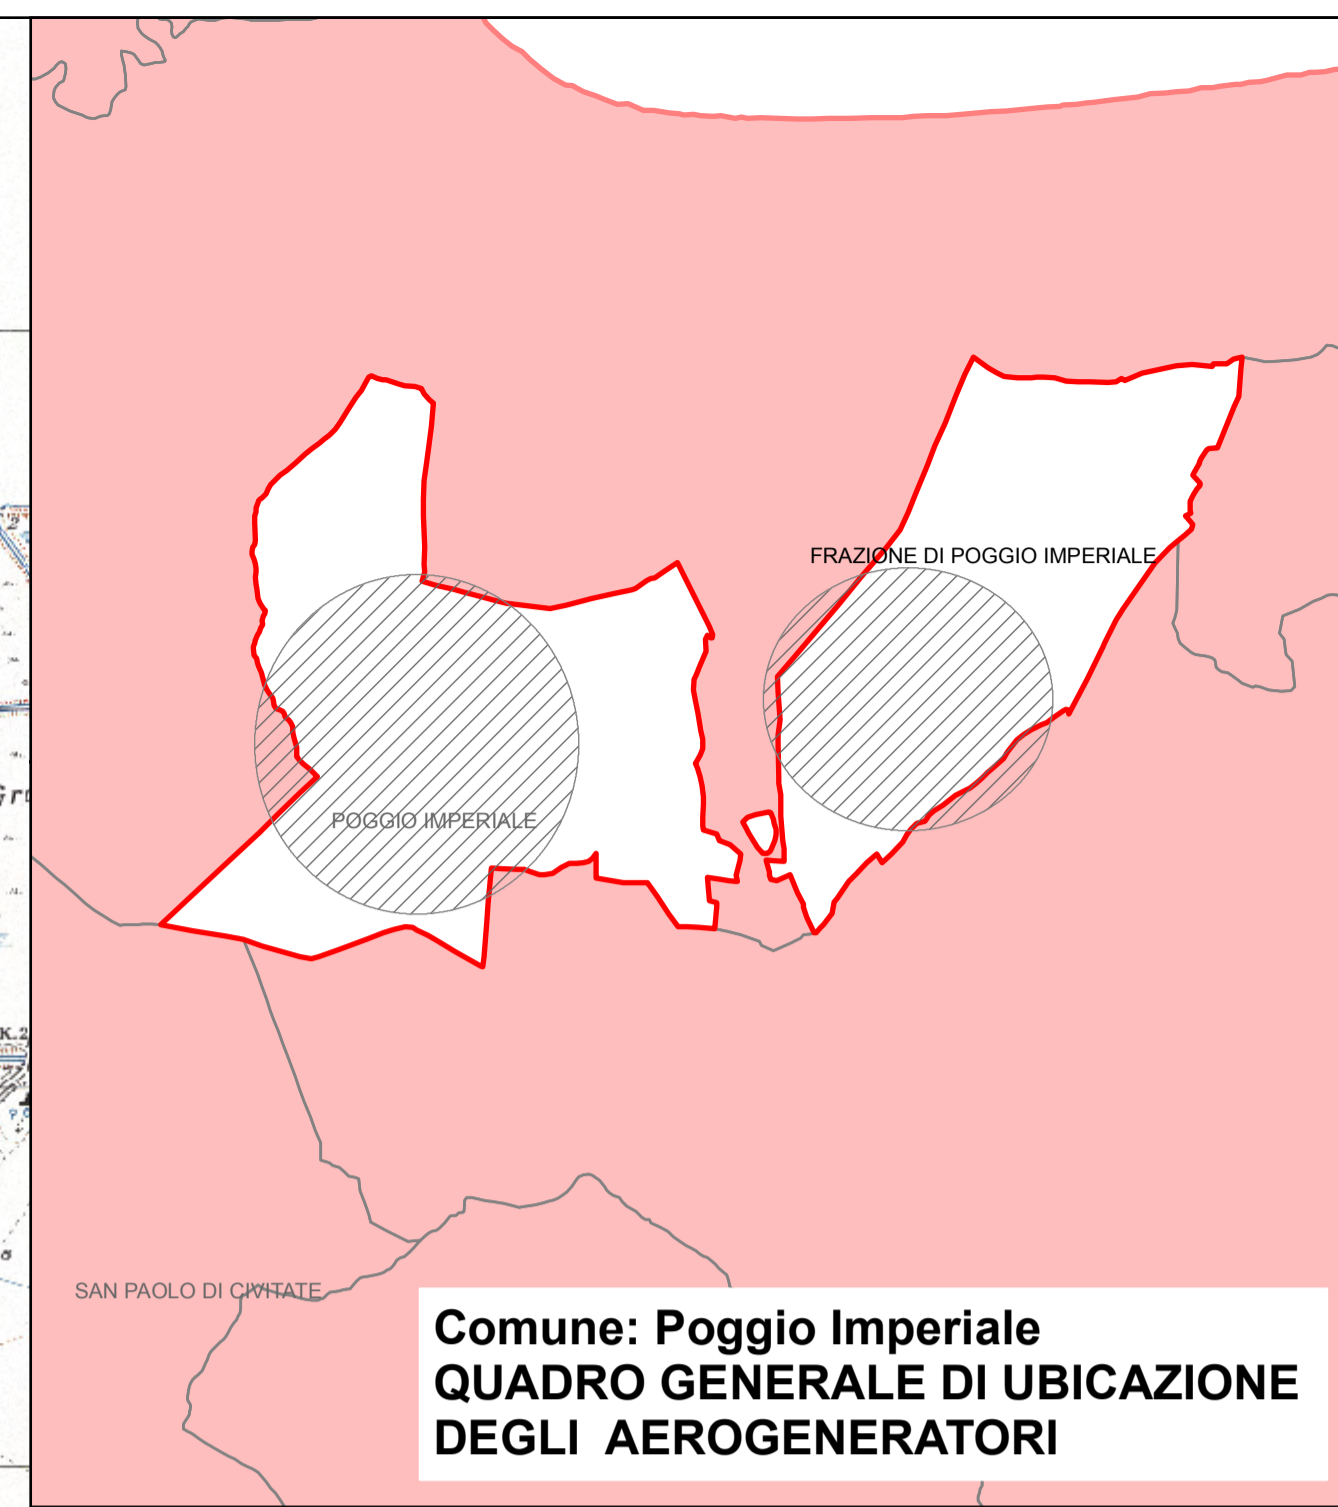 FRAZIONE DI POGGIO IMPERIALE
POGGIO IMPERIALE
SAN PAOLO DI CIVITATE
Comune: Poggio Imperiale
QUADRO GENERALE DI UBICAZIONE
DEGLI AEROGENERATORI